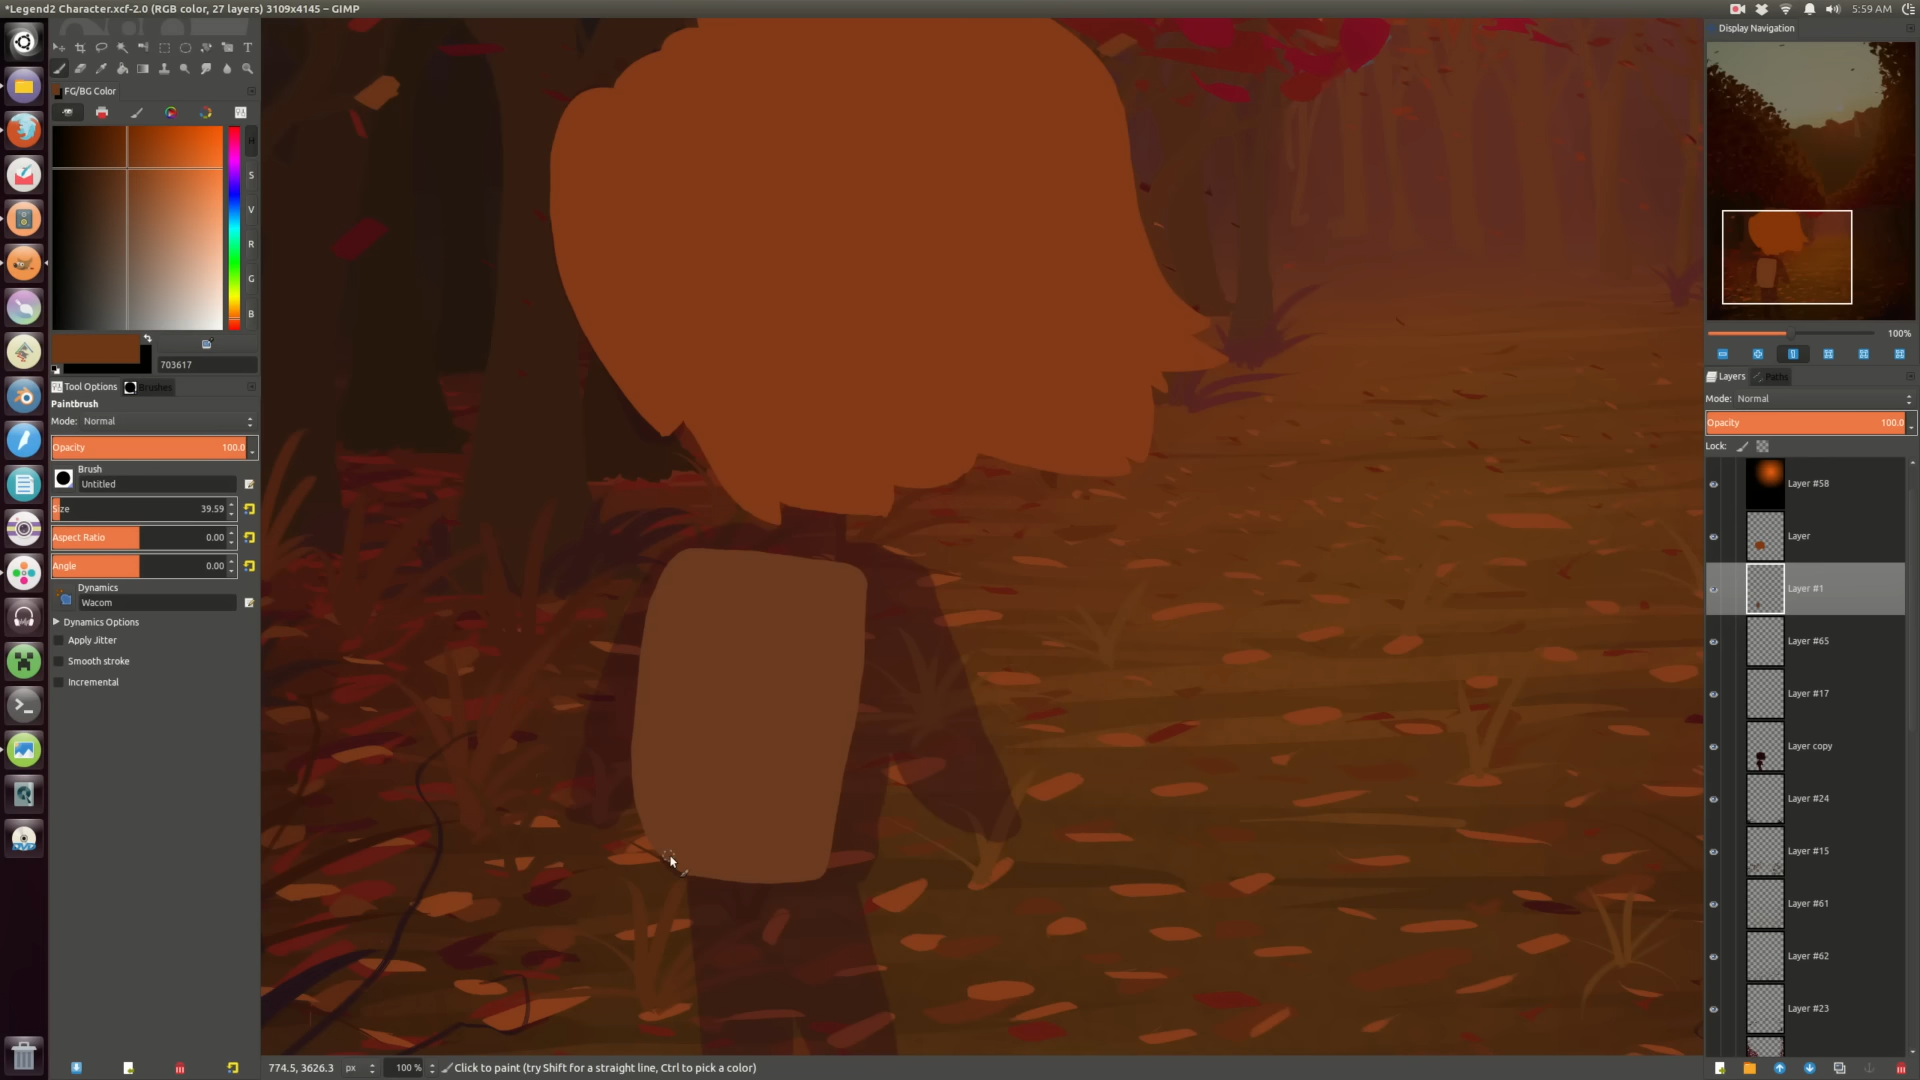 *Legend2 Character.xcf-2.0 (RGB color, 27 layers) 3109x4145 – GIMP
5:59 AM
Display Navigation
FG/BG Color
H
S
V
R
G
B
703617
100%
Tool Options
Brushes
Layers
Paths
Paintbrush
Mode: Normal
Mode: Normal
Opacity 100.0
Opacity 100.0
Lock:
Brush
Untitled
Size 39.59
Aspect Ratio 0.00
Angle 0.00
Dynamics
Wacom
Dynamics Options
Apply Jitter
Smooth stroke
Incremental
Layer #58
Layer
Layer #1
Layer #65
Layer #17
Layer copy
Layer #24
Layer #15
Layer #61
Layer #62
Layer #23
774.5, 3626.3 px 100 % Click to paint (try Shift for a straight line, Ctrl to pick a color)